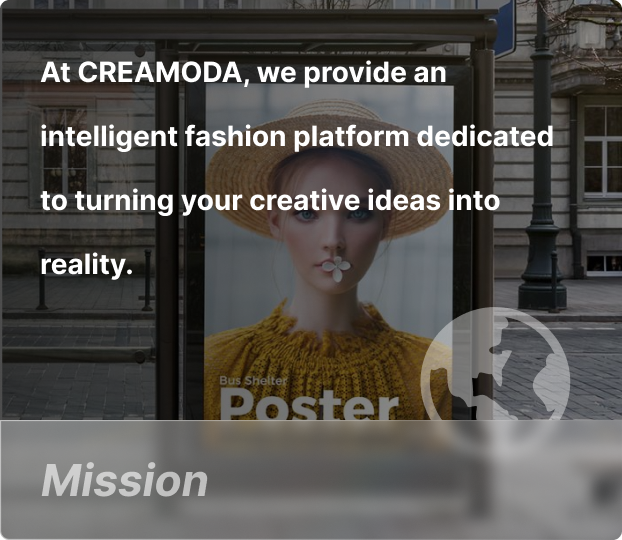 At CREAMODA, we provide an
intelligent fashion platform dedicated
to turning your creative ideas into
reality.
Bus Shelter
Poster
Mission